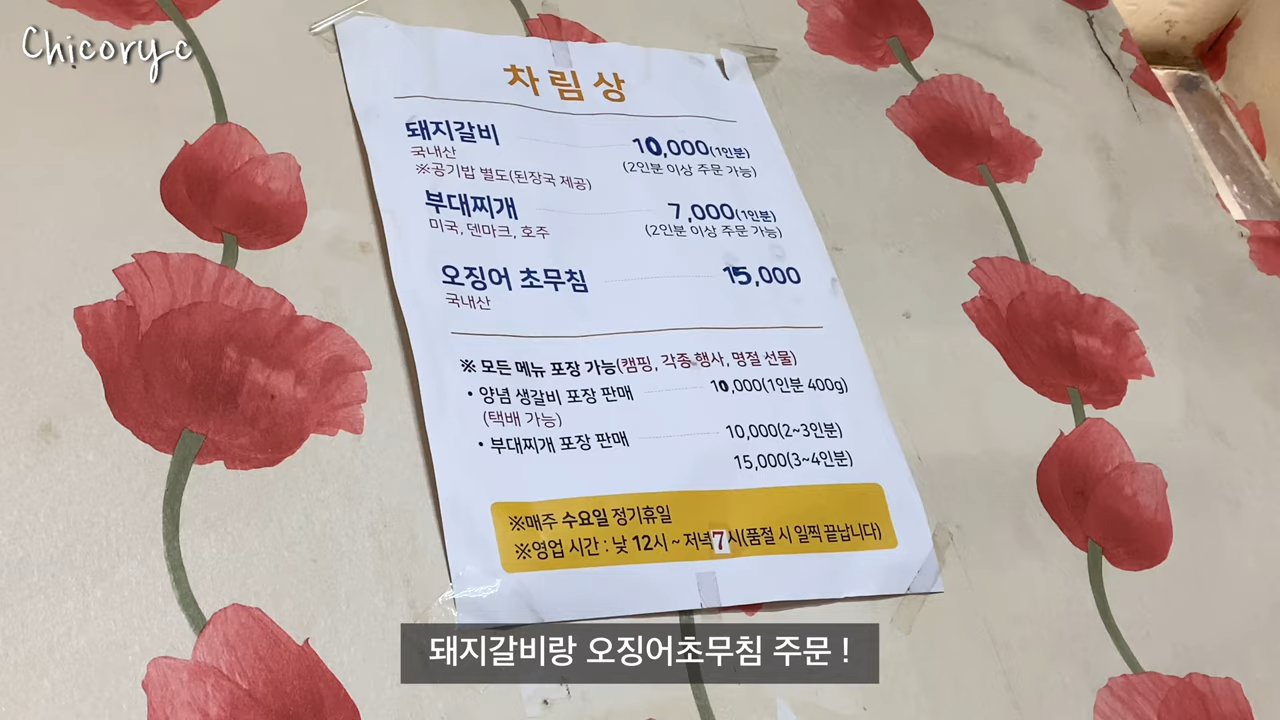 Chicory_c
차림상
돼지갈비 10,000(1인분)
국내산 (2인분 이상 주문 가능)
※공기밥 별도(된장국 제공)
부대찌개 7,000(1인분)
미국, 덴마크, 호주 (2인분 이상 주문 가능)
오징어 초무침 15,000
국내산
※ 모든 메뉴 포장 가능(캠핑, 각종 행사, 명절 선물)
• 양념 생갈비 포장 판매 10,000(1인분 400g)
(택배 가능)
• 부대찌개 포장 판매 10,000(2~3인분)
15,000(3~4인분)
※매주 수요일 정기휴일
※영업 시간 : 낮 12시 ~ 저녁7시(품절 시 일찍 끝납니다)
돼지갈비랑 오징어초무침 주문 !